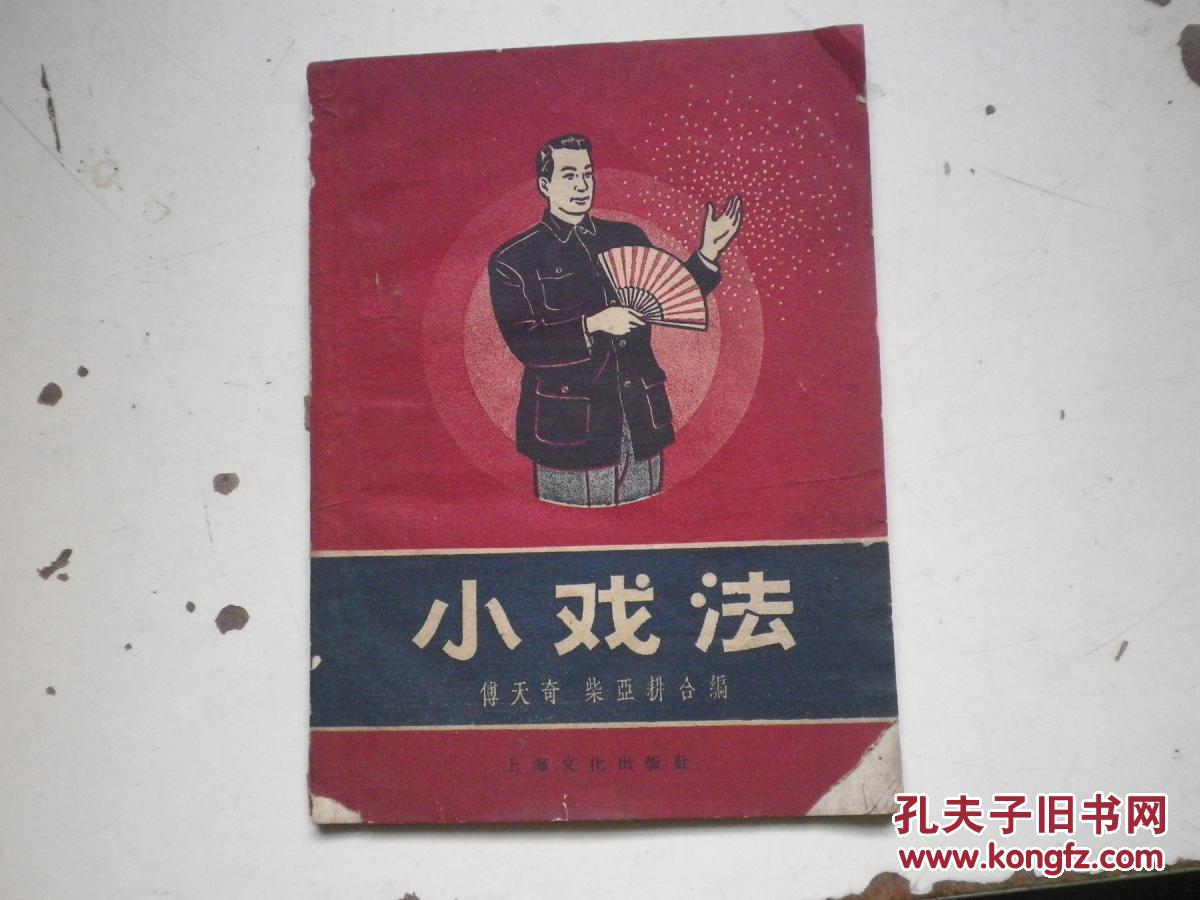 小戏法
傅天奇 柴亞耕合編
上海文化出版社
孔夫子旧书网
www.kongfz.com